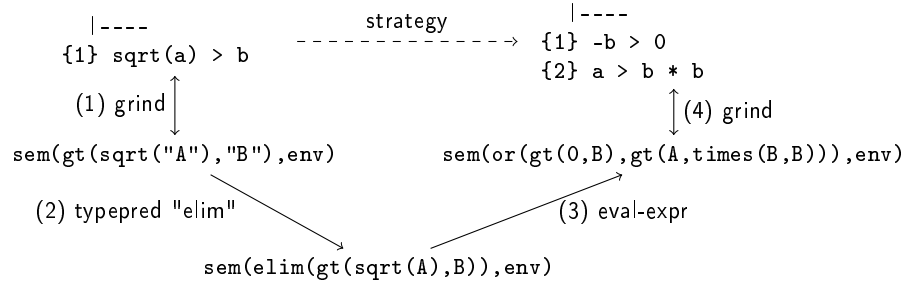 |----
{1} sqrt(a) > b
strategy
|----
{1} -b > 0
{2} a > b * b
(1) grind
(4) grind
sem(gt(sqrt("A"),"B"),env)
sem(or(gt(0,B),gt(A,times(B,B))),env)
(2) typepred "elim"
(3) eval-expr
sem(elim(gt(sqrt(A),B)),env)